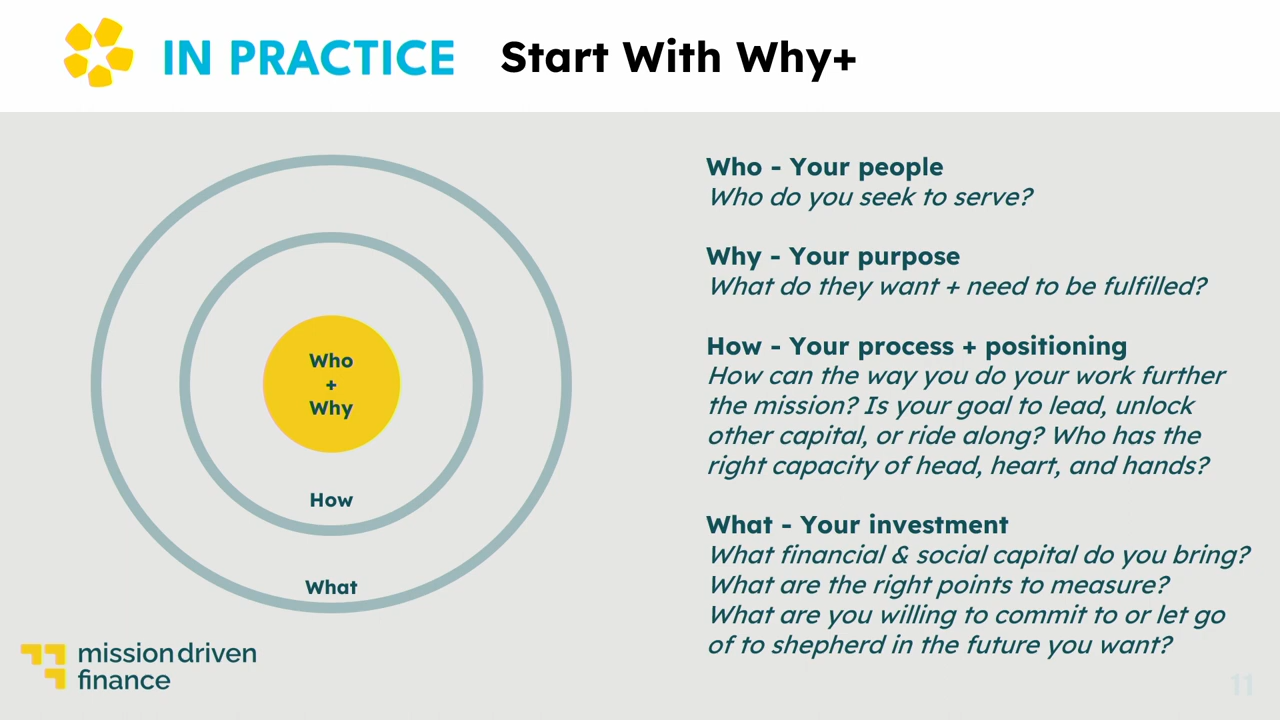 IN PRACTICE Start With Why+
Who
+
Why
How
What
Who - Your people
Who do you seek to serve?
Why - Your purpose
What do they want + need to be fulfilled?
How - Your process + positioning
How can the way you do your work further
the mission? Is your goal to lead, unlock
other capital, or ride along? Who has the
right capacity of head, heart, and hands?
What - Your investment
What financial & social capital do you bring?
What are the right points to measure?
What are you willing to commit to or let go
of to shepherd in the future you want?
mission driven
finance
11